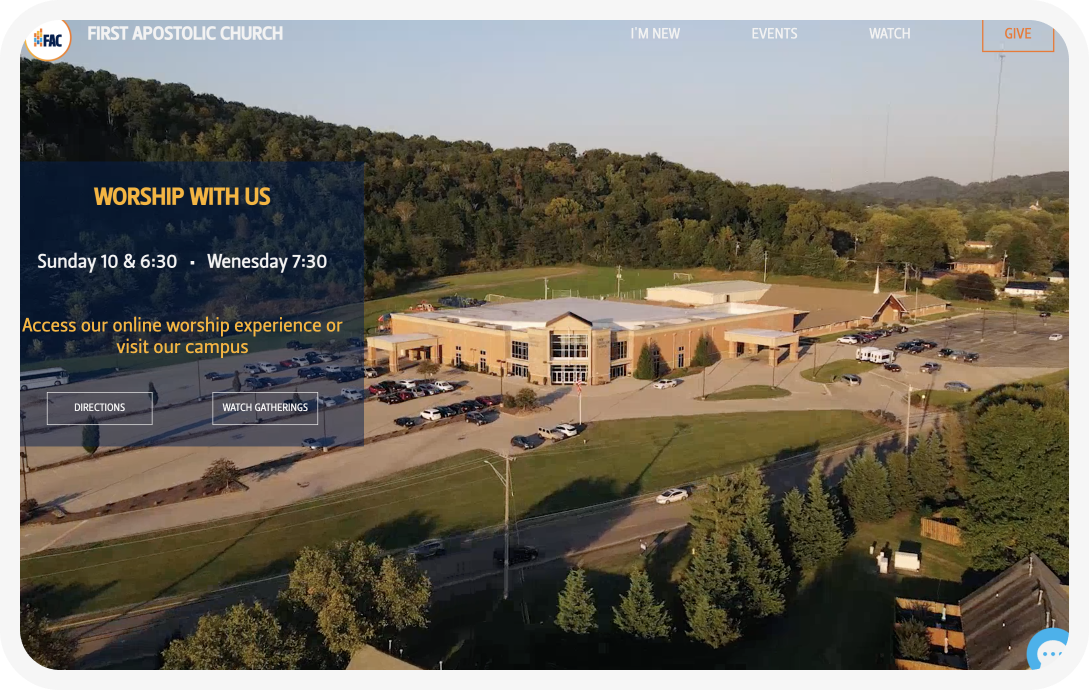 FAC
FIRST APOSTOLIC CHURCH
I'M NEW
EVENTS
WATCH
GIVE
WORSHIP WITH US
Sunday 10 & 6:30 • Wenesday 7:30
Access our online worship experience or
visit our campus
DIRECTIONS
WATCH GATHERINGS